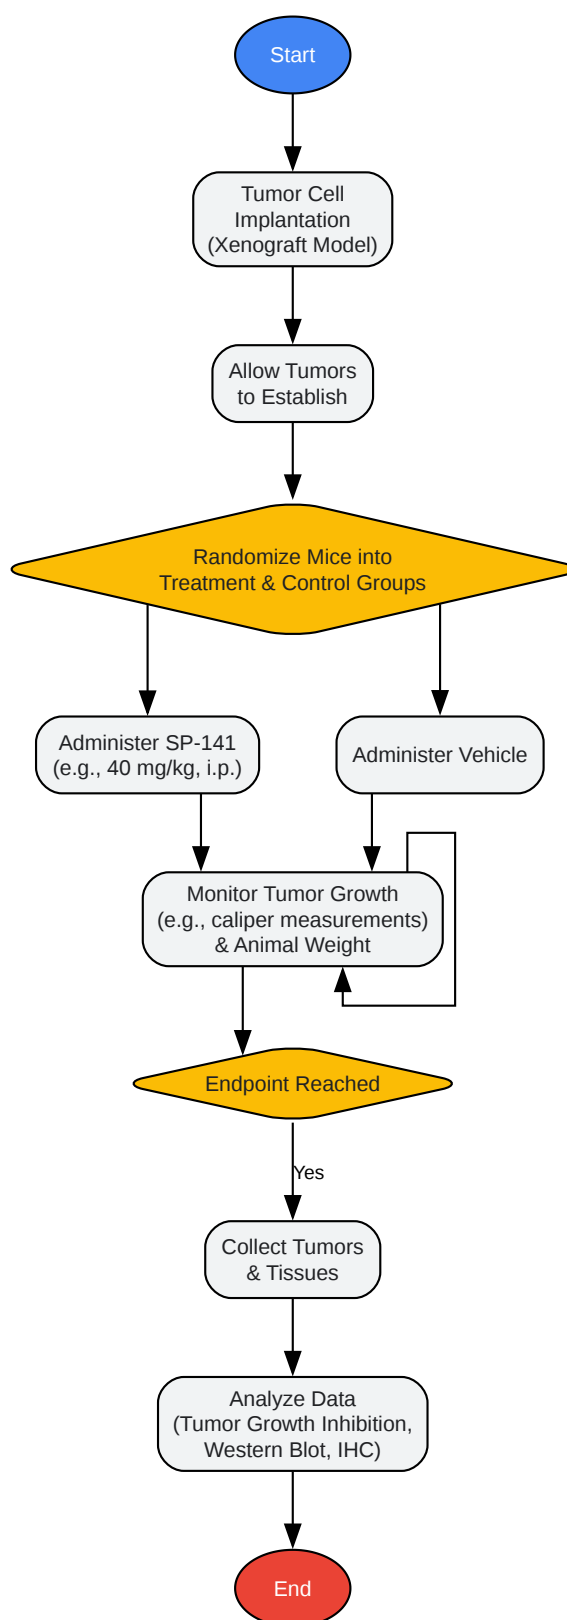 Start
Tumor Cell
Implantation
(Xenograft Model)
Allow Tumors
to Establish
Randomize Mice into
Treatment & Control Groups
Administer SP-141
(e.g., 40 mg/kg, i.p.)
Administer Vehicle
Monitor Tumor Growth
(e.g., caliper measurements)
& Animal Weight
Endpoint Reached
Yes
Collect Tumors
& Tissues
Analyze Data
(Tumor Growth Inhibition,
Western Blot, IHC)
End